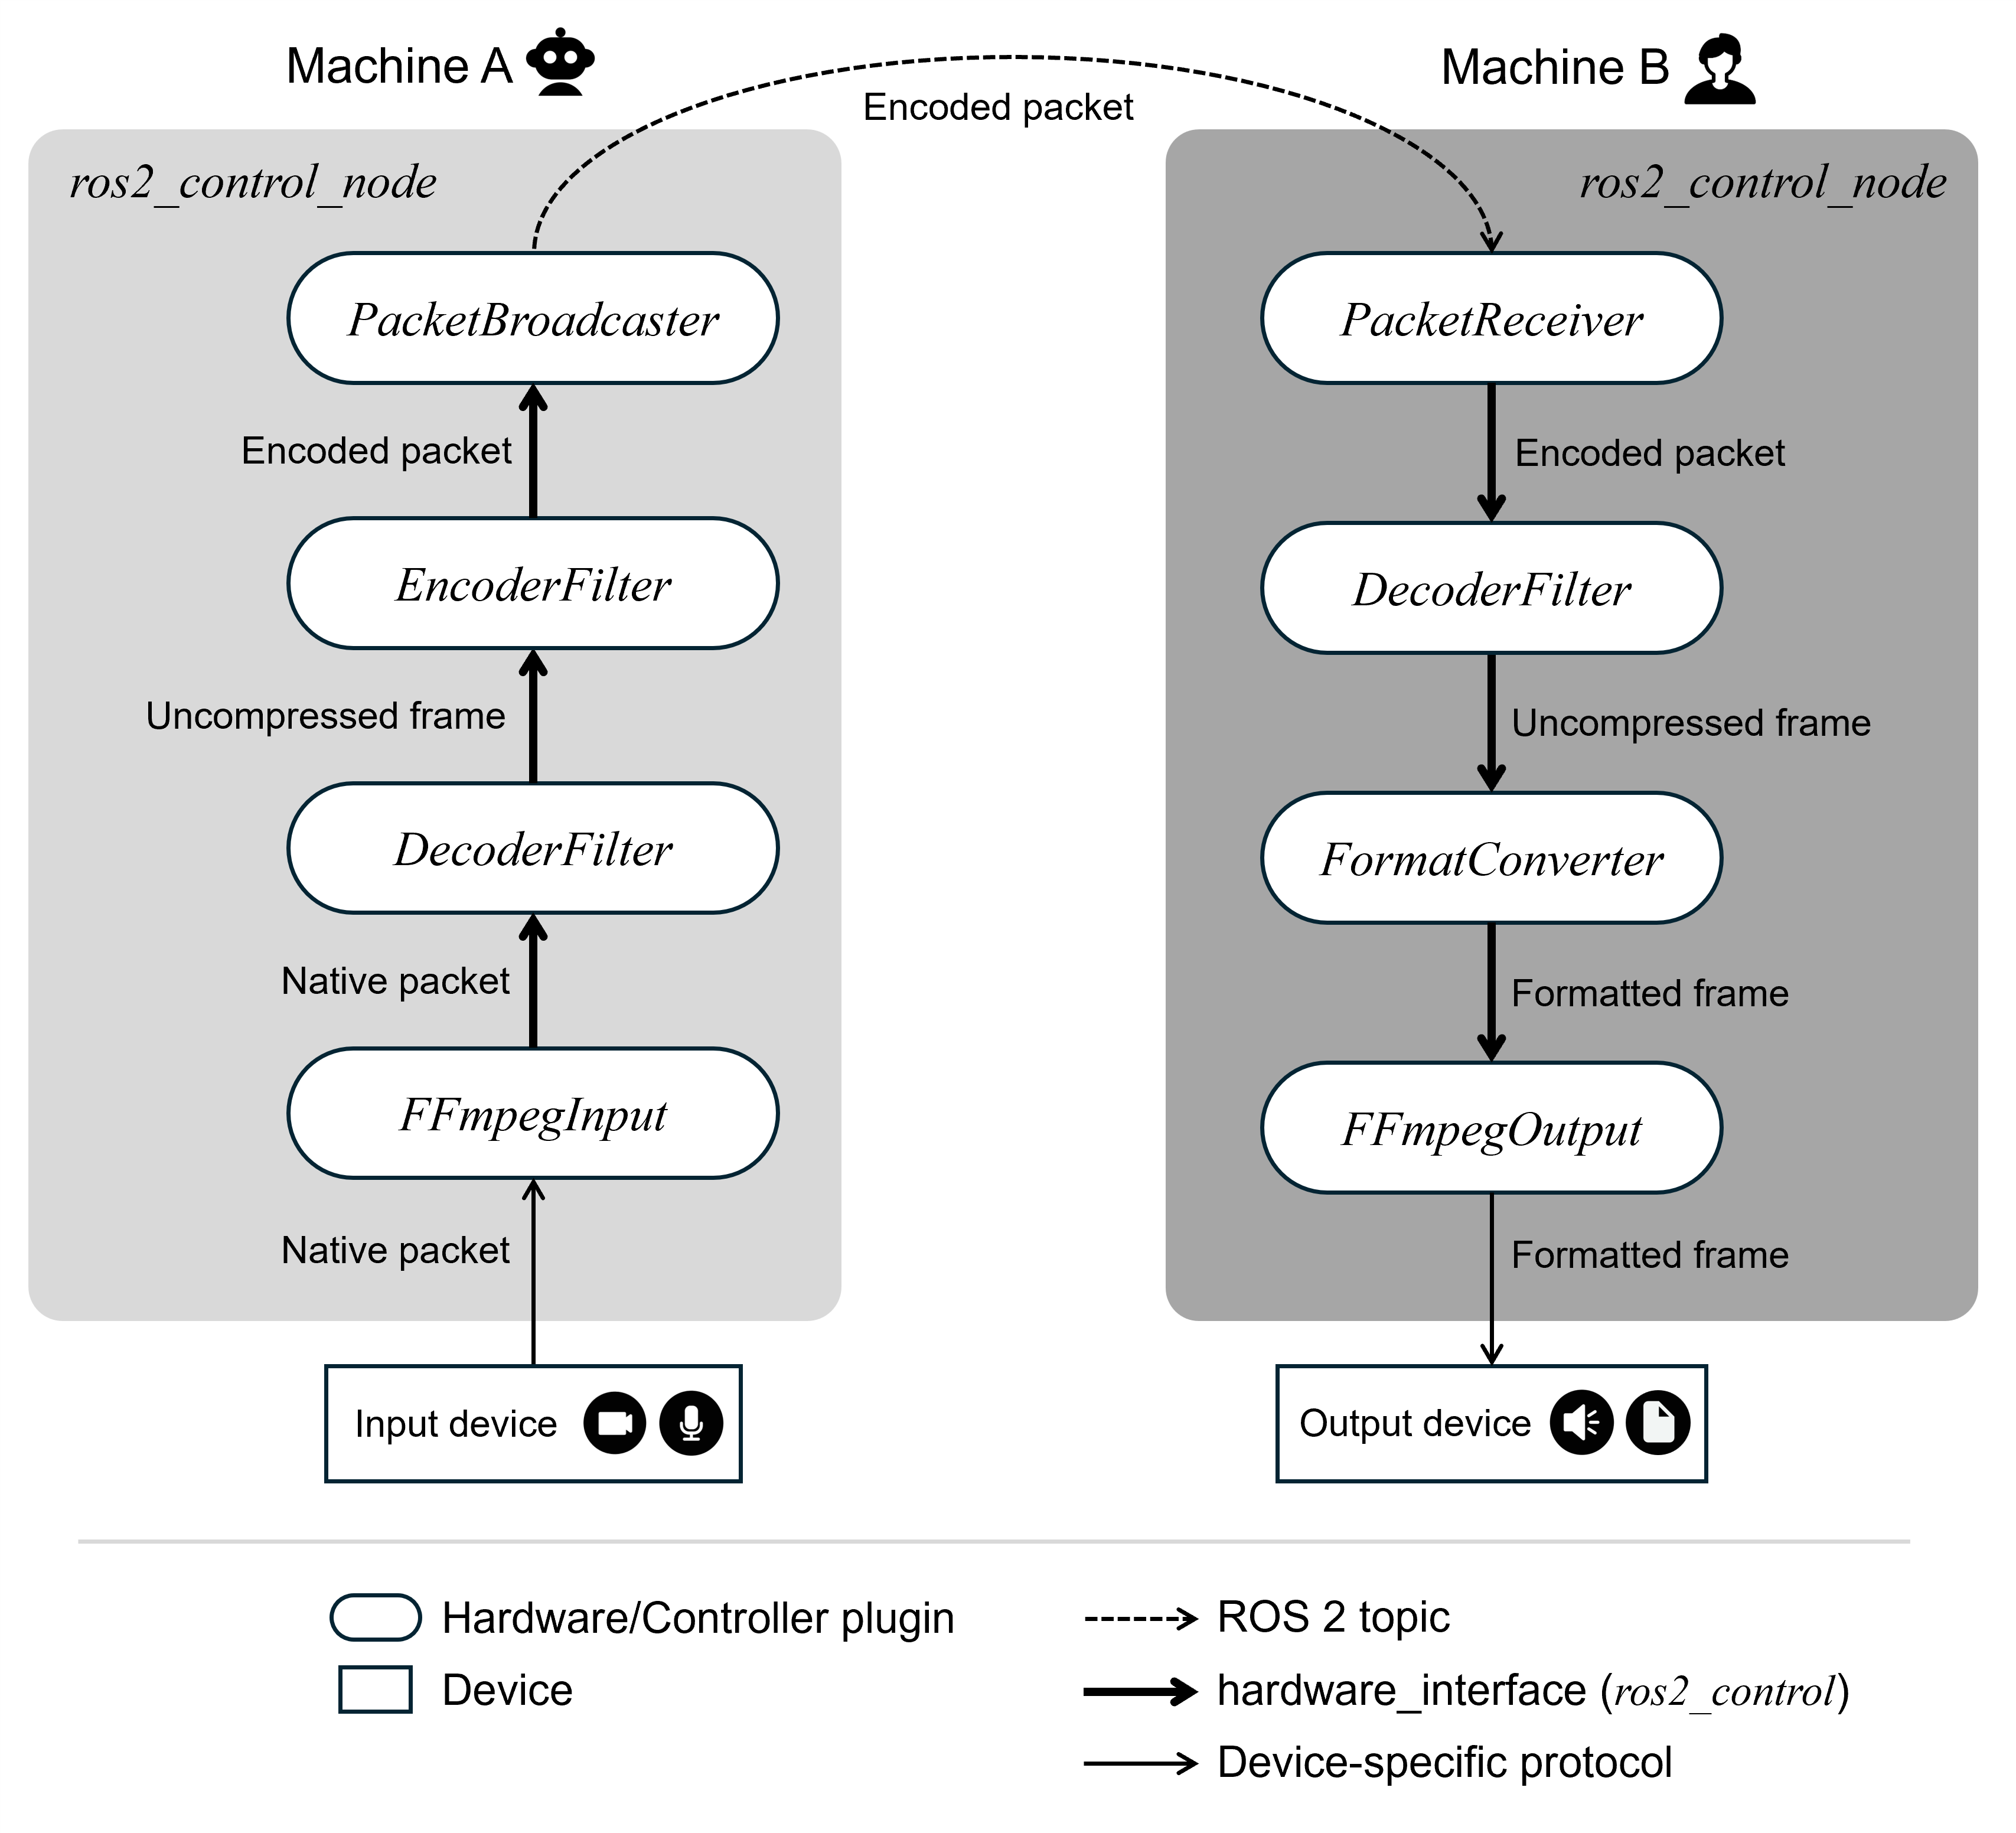 Machine A
Machine B
Encoded packet
ros2_control_node
PacketBroadcaster
Encoded packet
EncoderFilter
Uncompressed frame
DecoderFilter
Native packet
FFmpegInput
Native packet
Input device
ros2_control_node
PacketReceiver
Encoded packet
DecoderFilter
Uncompressed frame
FormatConverter
Formatted frame
FFmpegOutput
Formatted frame
Output device
Hardware/Controller plugin
Device
ROS 2 topic
hardware_interface (ros2_control)
Device-specific protocol